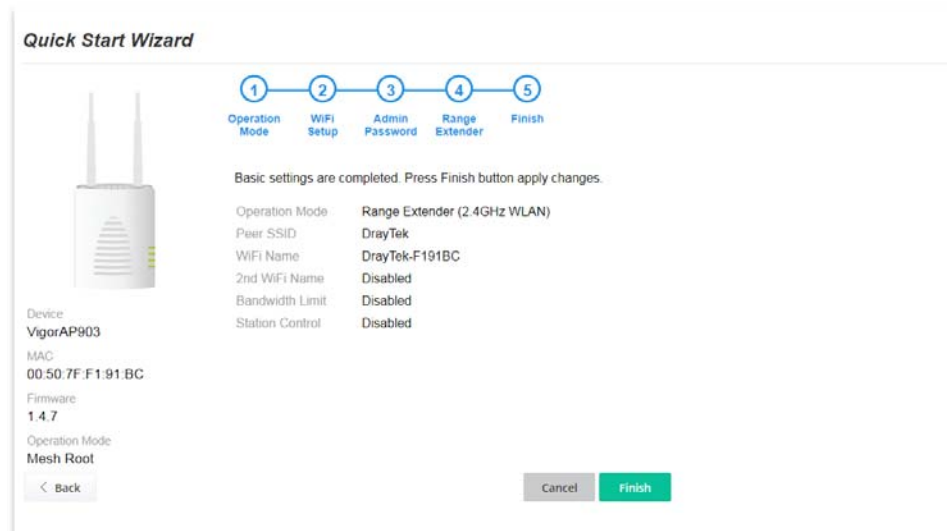 Quick Start Wizard
1 2 3 4 5
Operation Mode WiFi Setup Admin Password Range Extender Finish
Basic settings are completed. Press Finish button apply changes.
Operation Mode Range Extender (2.4GHz WLAN)
Peer SSID DrayTek
WiFi Name DrayTek-F191BC
2nd WiFi Name Disabled
Bandwidth Limit Disabled
Station Control Disabled
Device
VigorAP903
MAC
00:50:7F:F1:91:BC
Firmware
1.4.7
Operation Mode
Mesh Root
< Back Cancel Finish